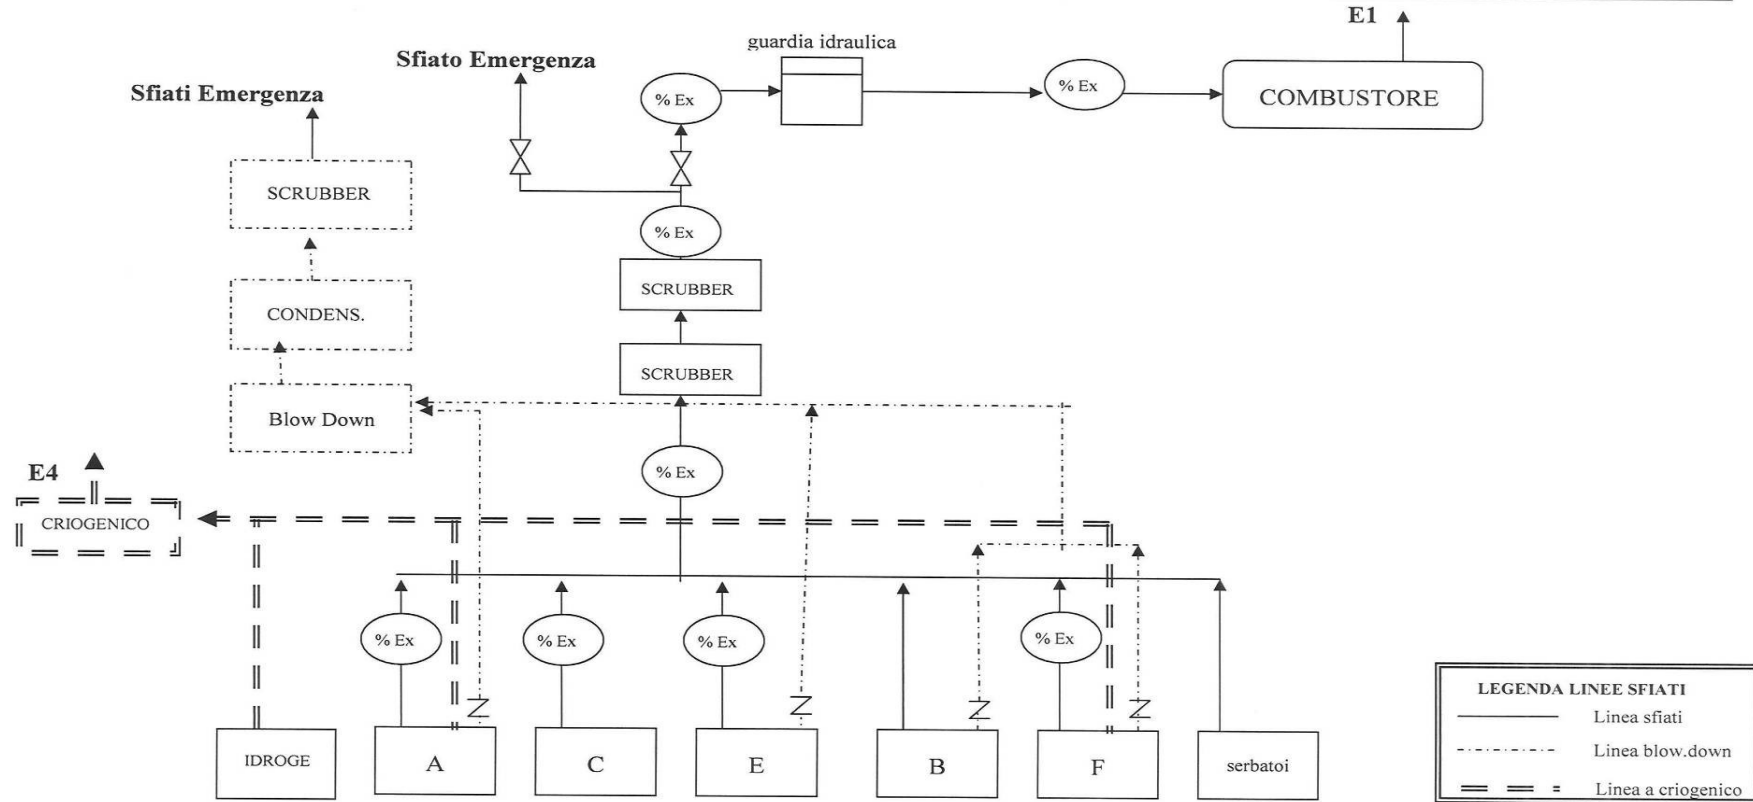 E1
guardia idraulica
Sfiato Emergenza
Sfiati Emergenza
% Ex
% Ex
COMBUSTORE
SCRUBBER
% Ex
SCRUBBER
CONDENS.
SCRUBBER
Blow Down
% Ex
E4
CRIOGENICO
% Ex
% Ex
% Ex
% Ex
LEGENDA LINEE SFIATI
Linea sfiati
Linea blow.down
Linea a criogenico
IDROGE
A
C
E
B
F
serbatoi